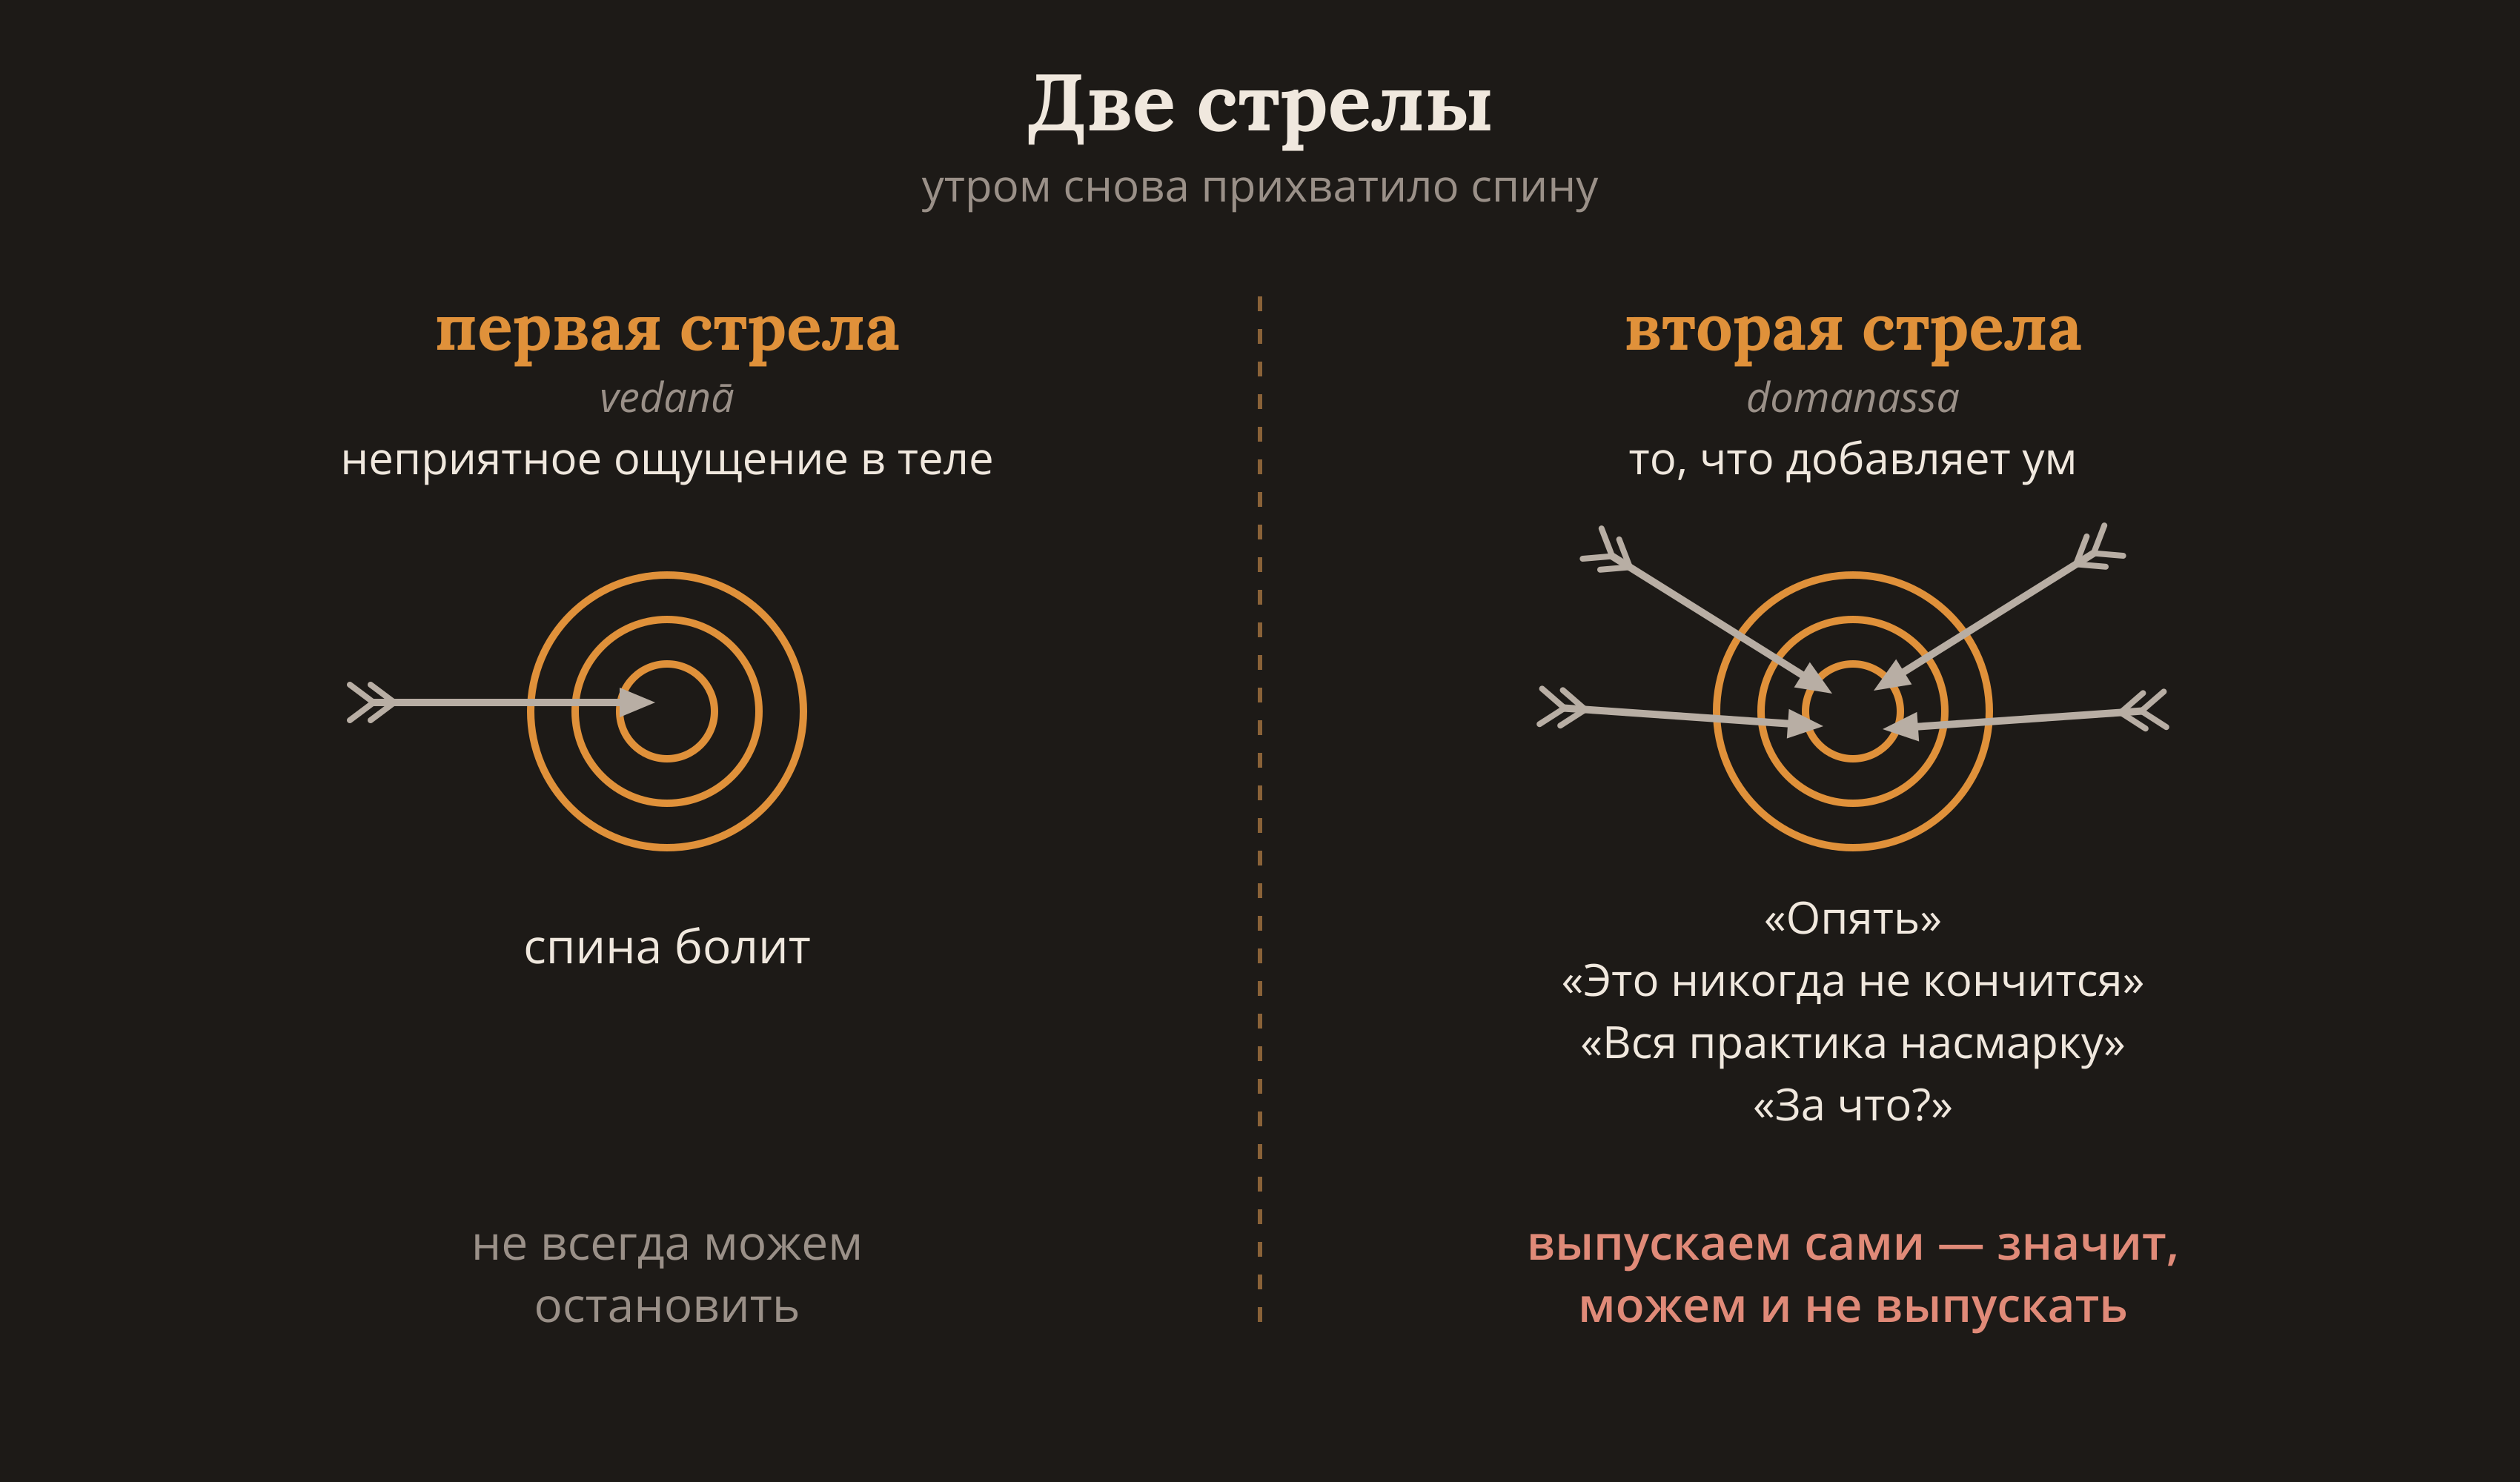 Две стрелы
утром снова прихватило спину
первая стрела
vedanā
неприятное ощущение в теле
спина болит
не всегда можем
остановить
вторая стрела
domanassa
то, что добавляет ум
«Опять»
«Это никогда не кончится»
«Вся практика насмарку»
«За что?»
выпускаем сами — значит,
можем и не выпускать